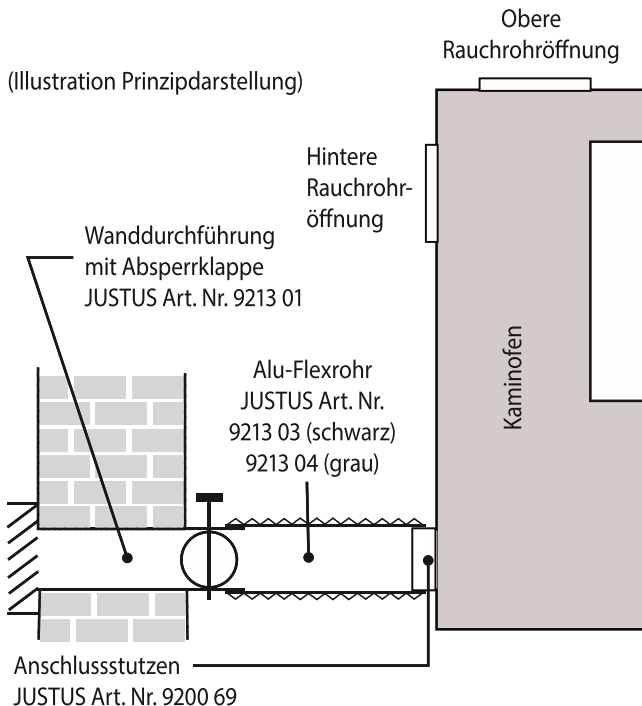 Obere
Rauchrohröffnung
(Illustration Prinzipdarstellung)
Hintere
Rauchrohr-
öffnung
Wanddurchführung
mit Absperrklappe
JUSTUS Art. Nr. 9213 01
Kaminofen
Alu-Flexrohr
JUSTUS Art. Nr.
9213 03 (schwarz)
9213 04 (grau)
Anschlussstutzen
JUSTUS Art. Nr. 9200 69